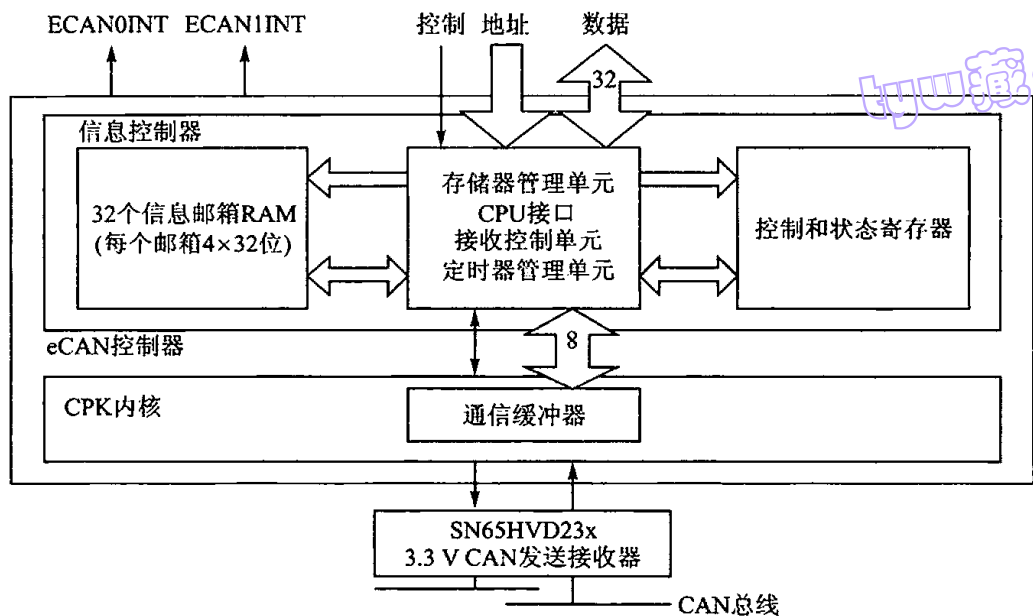 ECAN0INT ECAN1INT 控制 地址 数据
32
tyw藏
信息控制器
32个信息邮箱RAM
(每个邮箱4×32位)
存储器管理单元
CPU接口
接收控制单元
定时器管理单元
控制和状态寄存器
eCAN控制器
8
CPK内核
通信缓冲器
SN65HVD23x
3.3 V CAN发送接收器
CAN总线